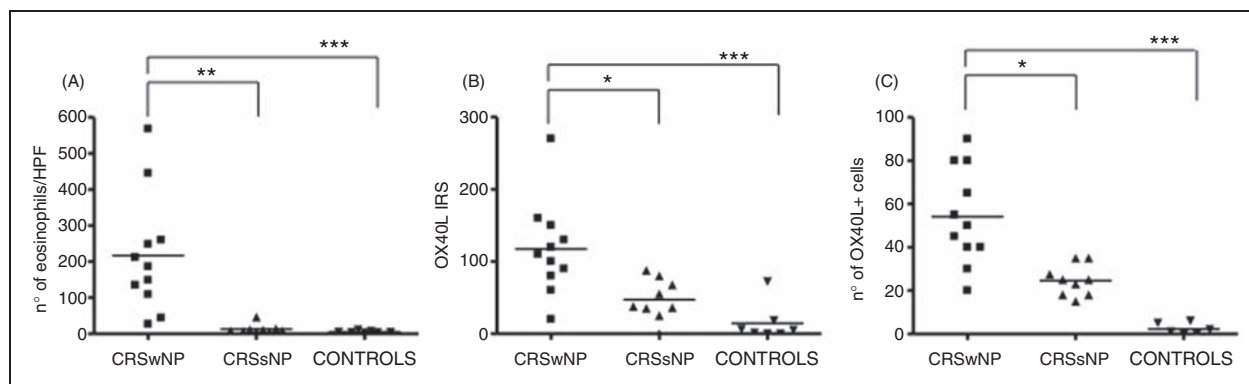 (A)
***
**
n° of eosinophils/HPF
600
500
400
300
200
100
0
CRSwNP CRSsNP CONTROLS
(B)
***
*
OX40L IRS
300
200
100
0
CRSwNP CRSsNP CONTROLS
(C)
***
*
n° of OX40L+ cells
100
80
60
40
20
0
CRSwNP CRSsNP CONTROLS